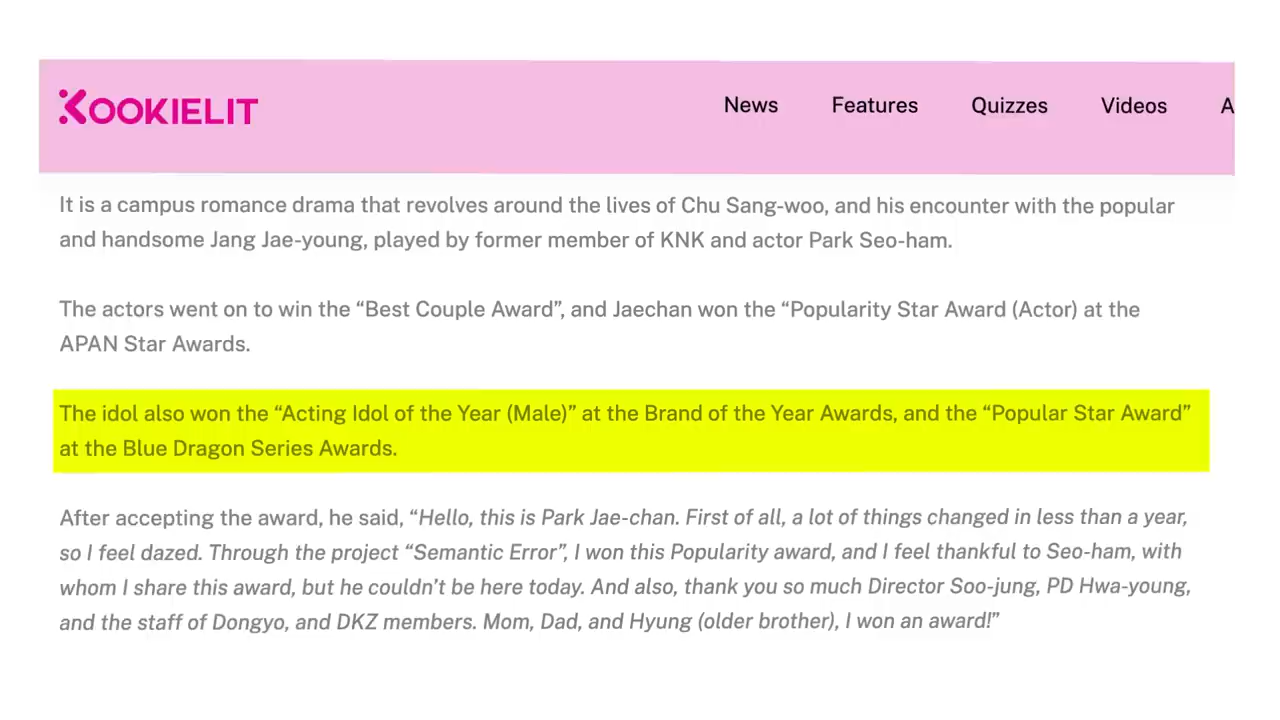 KOOKIELIT
News Features Quizzes Videos A
It is a campus romance drama that revolves around the lives of Chu Sang-woo, and his encounter with the popular
and handsome Jang Jae-young, played by former member of KNK and actor Park Seo-ham.
The actors went on to win the “Best Couple Award”, and Jaechan won the “Popularity Star Award (Actor) at the
APAN Star Awards.
The idol also won the “Acting Idol of the Year (Male)” at the Brand of the Year Awards, and the “Popular Star Award”
at the Blue Dragon Series Awards.
After accepting the award, he said, “Hello, this is Park Jae-chan. First of all, a lot of things changed in less than a year,
so I feel dazed. Through the project “Semantic Error”, I won this Popularity award, and I feel thankful to Seo-ham, with
whom I share this award, but he couldn’t be here today. And also, thank you so much Director Soo-jung, PD Hwa-young,
and the staff of Dongyo, and DKZ members. Mom, Dad, and Hyung (older brother), I won an award!”